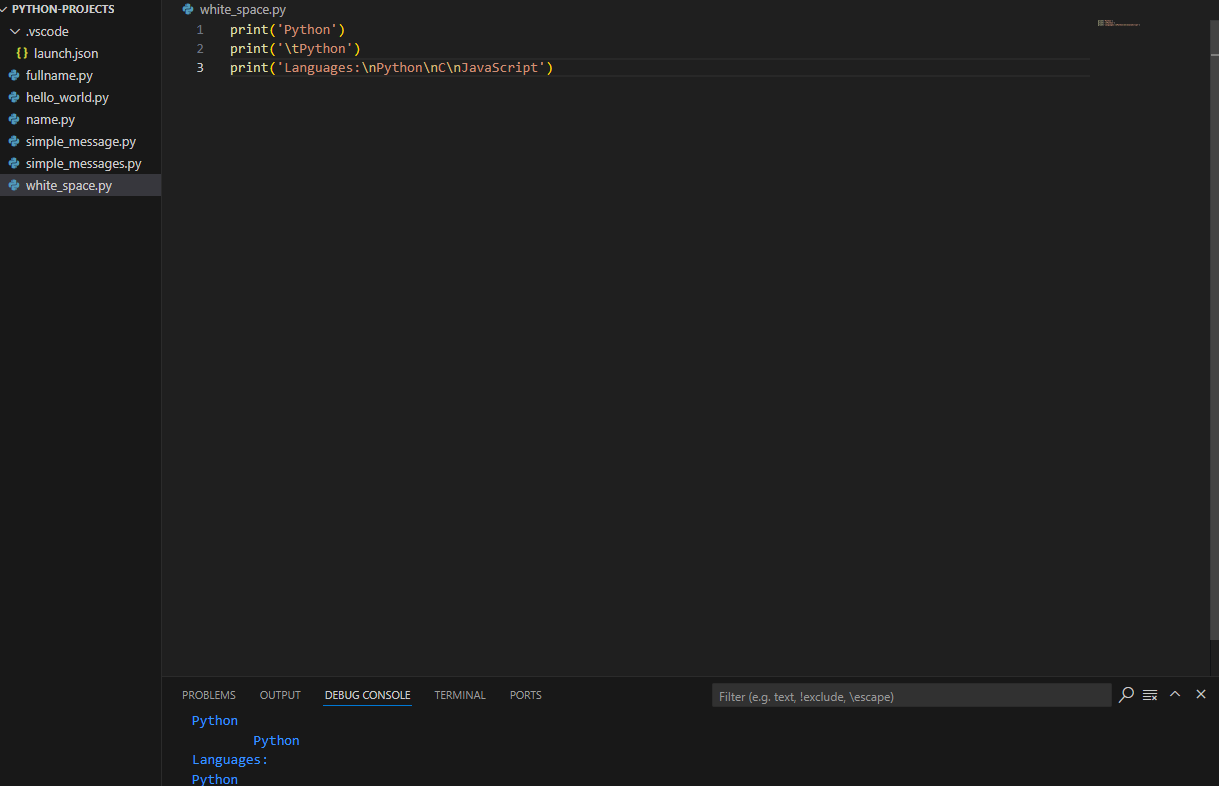 PYTHON-PROJECTS
.vscode
{} launch.json
fullname.py
hello_world.py
name.py
simple_message.py
simple_messages.py
white_space.py
white_space.py
1 print('Python')
2 print('\tPython')
3 print('Languages:\nPython\nC\nJavaScript')
PROBLEMS OUTPUT DEBUG CONSOLE TERMINAL PORTS Filter (e.g. text, !exclude, \escape)
Python
Python
Languages:
Python